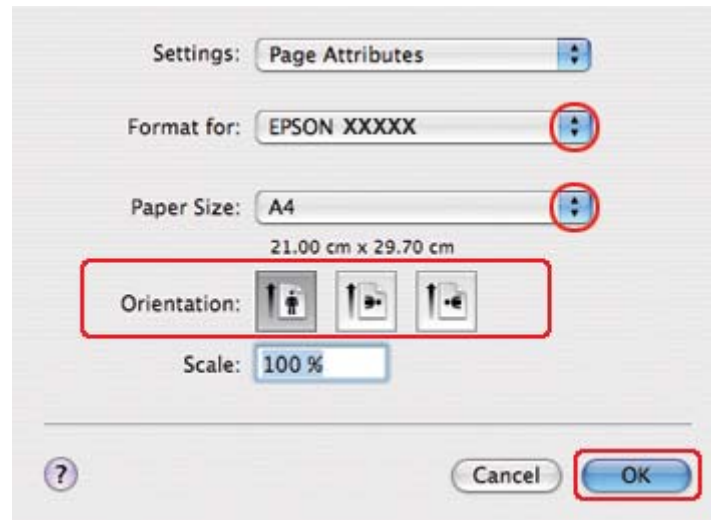 Settings: Page Attributes
Format for: EPSON XXXXX
Paper Size: A4
21.00 cm x 29.70 cm
Orientation:
Scale: 100 %
? Cancel OK